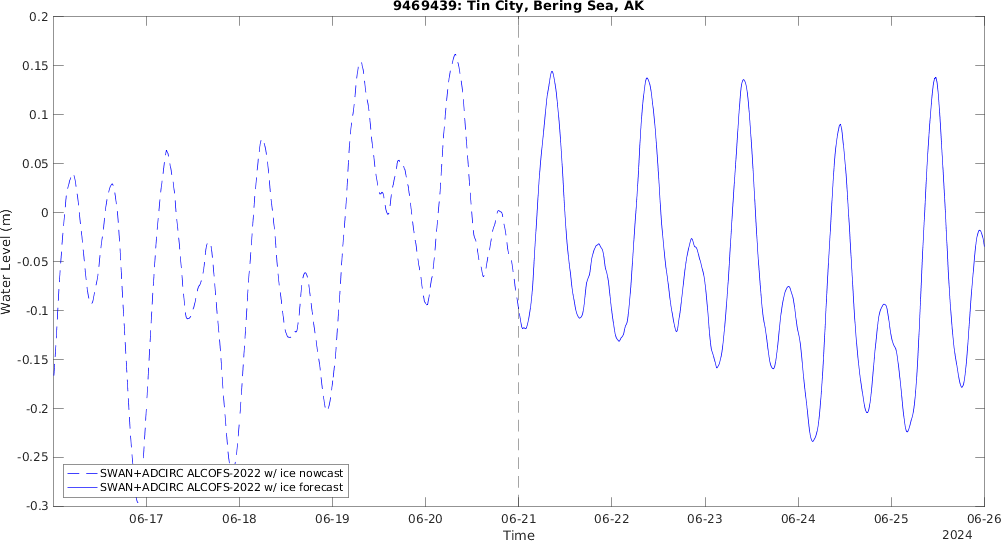 9469439: Tin City, Bering Sea, AK
0.2
0.15
0.1
0.05
0
-0.05
-0.1
-0.15
-0.2
-0.25
-0.3
Water Level (m)
SWAN+ADCIRC ALCOFS-2022 w/ ice nowcast
SWAN+ADCIRC ALCOFS-2022 w/ ice forecast
06-17 06-18 06-19 06-20 06-21 06-22 06-23 06-24 06-25 06-26
Time
2024